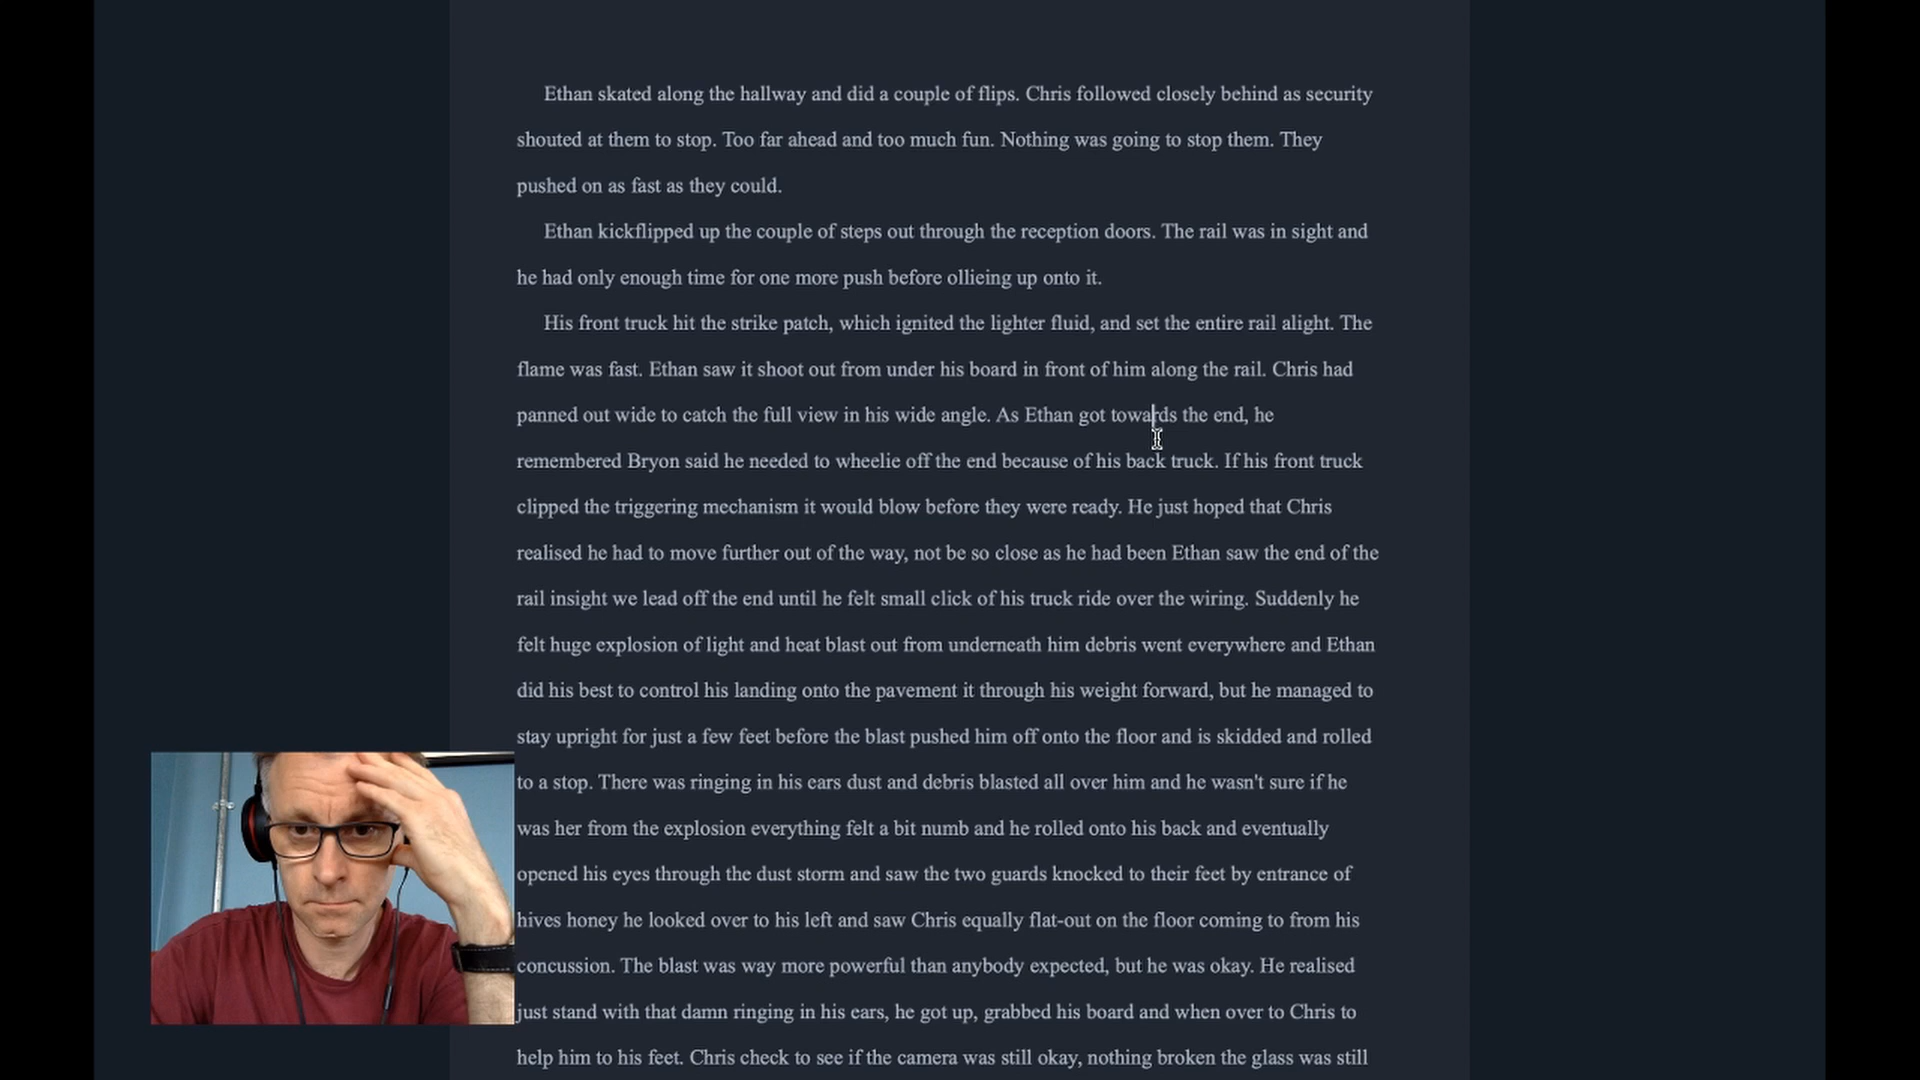 Ethan skated along the hallway and did a couple of flips. Chris followed closely behind as security
shouted at them to stop. Too far ahead and too much fun. Nothing was going to stop them. They
pushed on as fast as they could.
Ethan kickflipped up the couple of steps out through the reception doors. The rail was in sight and
he had only enough time for one more push before ollieing up onto it.
His front truck hit the strike patch, which ignited the lighter fluid, and set the entire rail alight. The
flame was fast. Ethan saw it shoot out from under his board in front of him along the rail. Chris had
panned out wide to catch the full view in his wide angle. As Ethan got towards the end, he
remembered Bryon said he needed to wheelie off the end because of his back truck. If his front truck
clipped the triggering mechanism it would blow before they were ready. He just hoped that Chris
realised he had to move further out of the way, not be so close as he had been Ethan saw the end of the
rail insight we lead off the end until he felt small click of his truck ride over the wiring. Suddenly he
felt huge explosion of light and heat blast out from underneath him debris went everywhere and Ethan
did his best to control his landing onto the pavement it through his weight forward, but he managed to
stay upright for just a few feet before the blast pushed him off onto the floor and is skidded and rolled
to a stop. There was ringing in his ears dust and debris blasted all over him and he wasn't sure if he
was her from the explosion everything felt a bit numb and he rolled onto his back and eventually
opened his eyes through the dust storm and saw the two guards knocked to their feet by entrance of
hives honey he looked over to his left and saw Chris equally flat-out on the floor coming to from his
concussion. The blast was way more powerful than anybody expected, but he was okay. He realised
just stand with that damn ringing in his ears, he got up, grabbed his board and when over to Chris to
help him to his feet. Chris check to see if the camera was still okay, nothing broken the glass was still